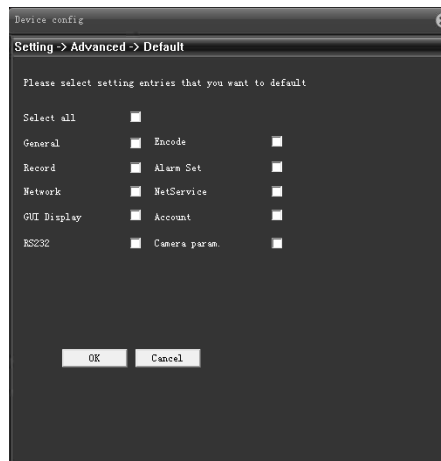 Device config
Setting -> Advanced -> Default
Please select setting entries that you want to default
Select all
General Encode
Record Alarm Set
Network NetService
GUI Display Account
RS232 Camera param.
OK Cancel